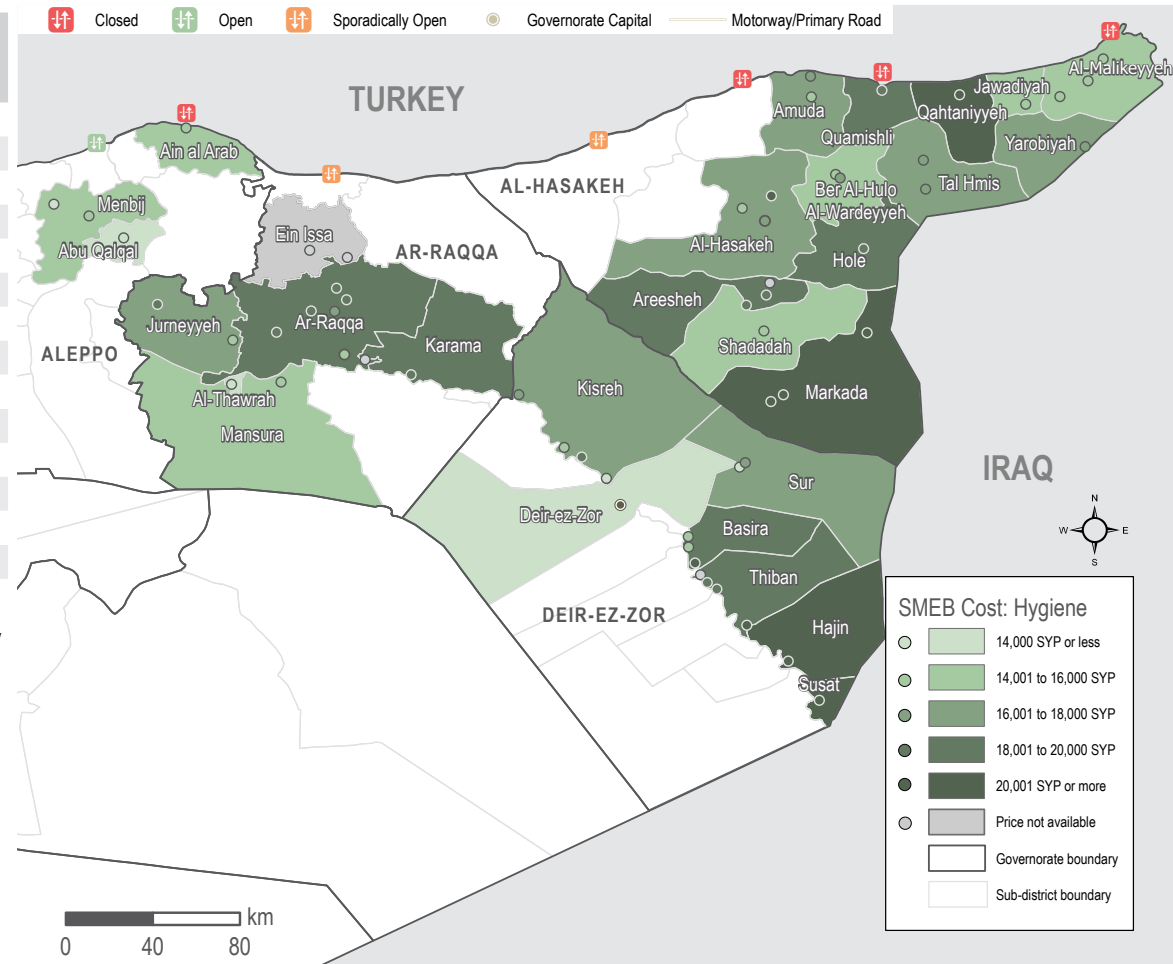 Closed
Open
Sporadically Open
Governorate Capital
Motorway/Primary Road
TURKEY
Al-Malikeyyeh
Jawadiyah
Qahtaniyyeh
Amuda
Quamishli
Yarobiyah
Ain al Arab
Tal Hmis
AL-HASAKEH
Ber Al-Hulo
Al-Wardeyyeh
Menbij
Abu Qalqal
Ein Issa
AR-RAQQA
Al-Hasakeh
Hole
Areesheh
Jurneyyeh
Ar-Raqqa
Karama
Shadadah
ALEPPO
Kisreh
Markada
Al-Thawrah
Mansura
IRAQ
Sur
Deir-ez-Zor
Basira
Thiban
N
W
E
S
DEIR-EZ-ZOR
Hajin
Susat
SMEB Cost: Hygiene
14,000 SYP or less
14,001 to 16,000 SYP
16,001 to 18,000 SYP
18,001 to 20,000 SYP
20,001 SYP or more
Price not available
Governorate boundary
Sub-district boundary
km
0 40 80